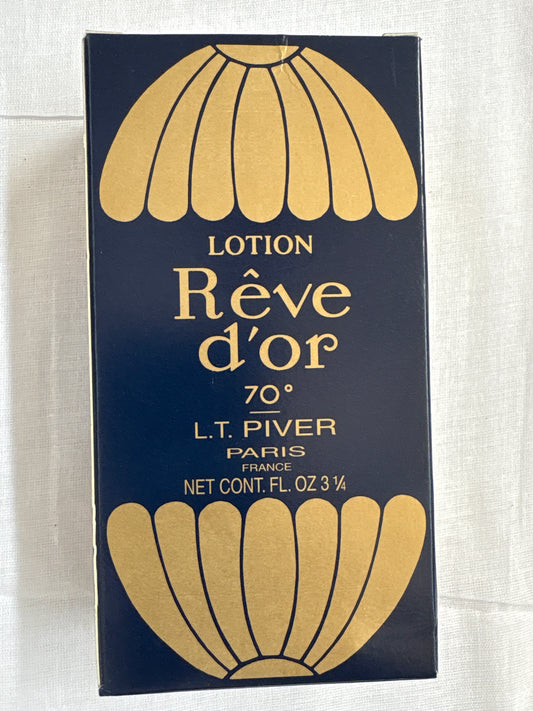 LOTION
Rêve
d'or
70°
L.T. PIVER
PARIS
FRANCE
NET CONT. FL. OZ 3 ¼